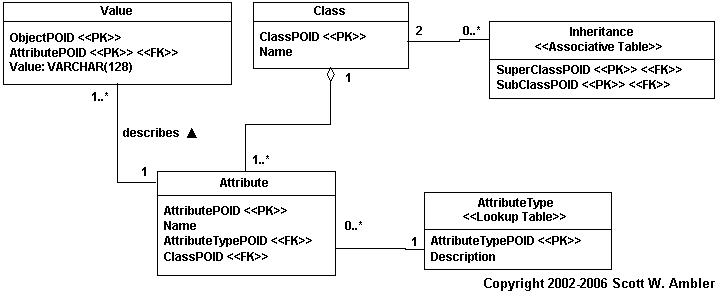 Value
ObjectPOID <<PK>>
AttributePOID <<PK>> <<FK>>
Value: VARCHAR(128)
Class
ClassPOID <<PK>>
Name
2
0..*
Inheritance
<<Associative Table>>
SuperClassPOID <<PK>> <<FK>>
SubClassPOID <<PK>> <<FK>>
1
1..*
describes ▲
1..*
1
Attribute
AttributePOID <<PK>>
Name
AttributeTypePOID <<FK>>
ClassPOID <<FK>>
0..*
1
AttributeType
<<Lookup Table>>
AttributeTypePOID <<PK>>
Description
Copyright 2002-2006 Scott W. Ambler